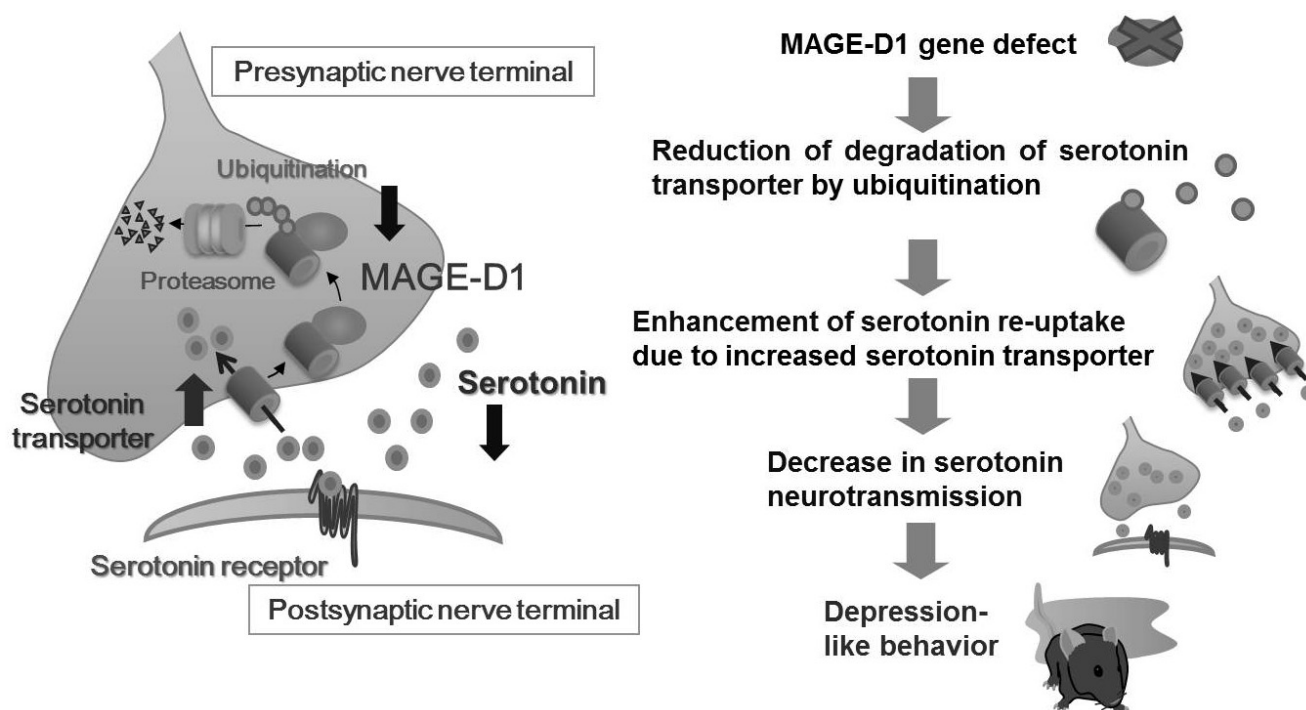 Presynaptic nerve terminal
Ubiquitination
Proteasome
MAGE-D1
Serotonin
Serotonin
transporter
Serotonin receptor
Postsynaptic nerve terminal
MAGE-D1 gene defect
Reduction of degradation of serotonin
transporter by ubiquitination
Enhancement of serotonin re-uptake
due to increased serotonin transporter
Decrease in serotonin
neurotransmission
Depression-
like behavior